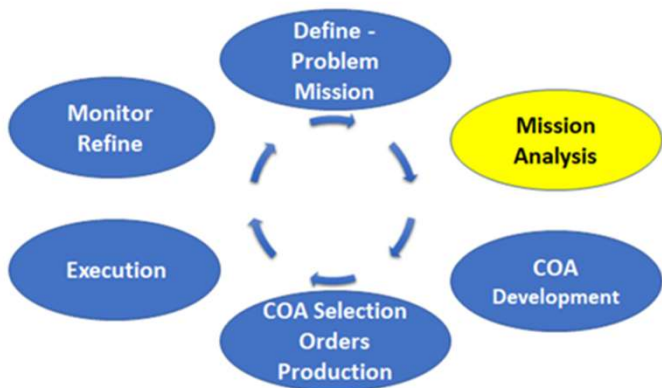 Define -
Problem
Mission
Mission
Analysis
COA
Development
COA Selection
Orders
Production
Execution
Monitor
Refine